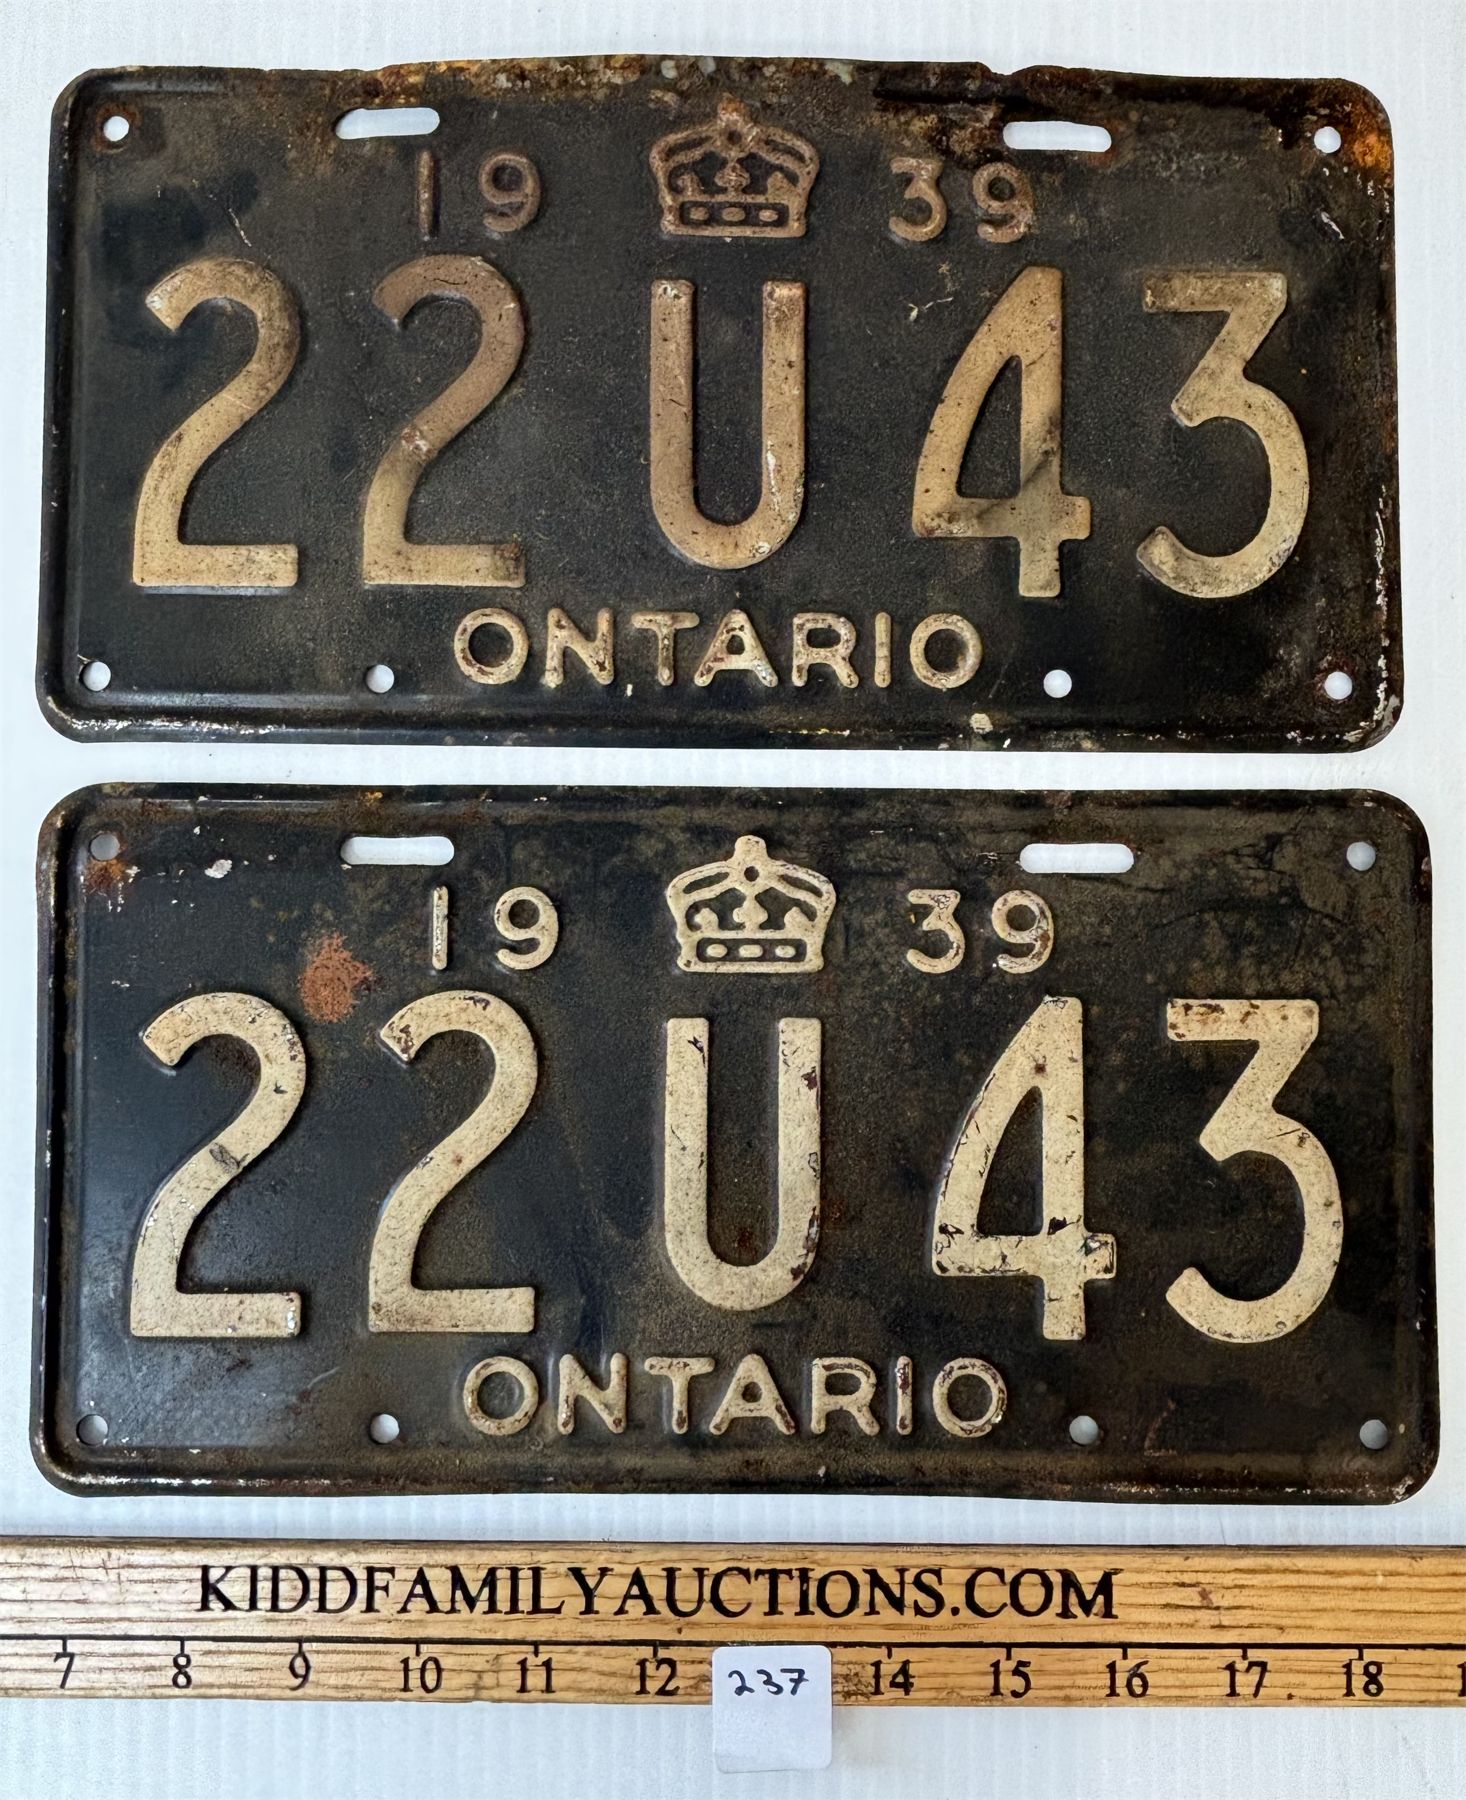 19 39
22U43
ONTARIO
19 39
22U43
ONTARIO
KIDDFAMILYAUCTIONS.COM
7 8 9 10 11 12 14 15 16 17 18
237